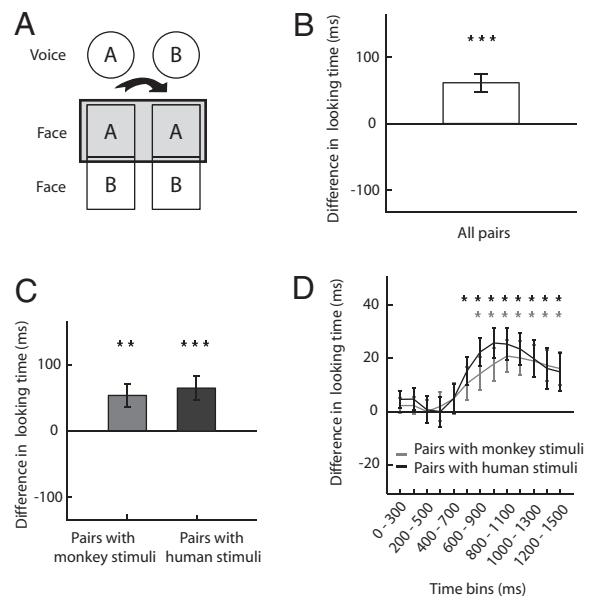 A
Voice A B
Face A A
Face B B
B
Difference in looking time (ms)
***
100
0
-100
All pairs
C
Difference in looking time (ms)
** ***
100
0
-100
Pairs with monkey stimuli
Pairs with human stimuli
D
Difference in looking time (ms)
* * * * * * * *
* * * * * * *
40
20
0
-20
Pairs with monkey stimuli
Pairs with human stimuli
0 - 300
200 - 500
400 - 700
600 - 900
800 - 1100
1000 - 1300
1200 - 1500
Time bins (ms)